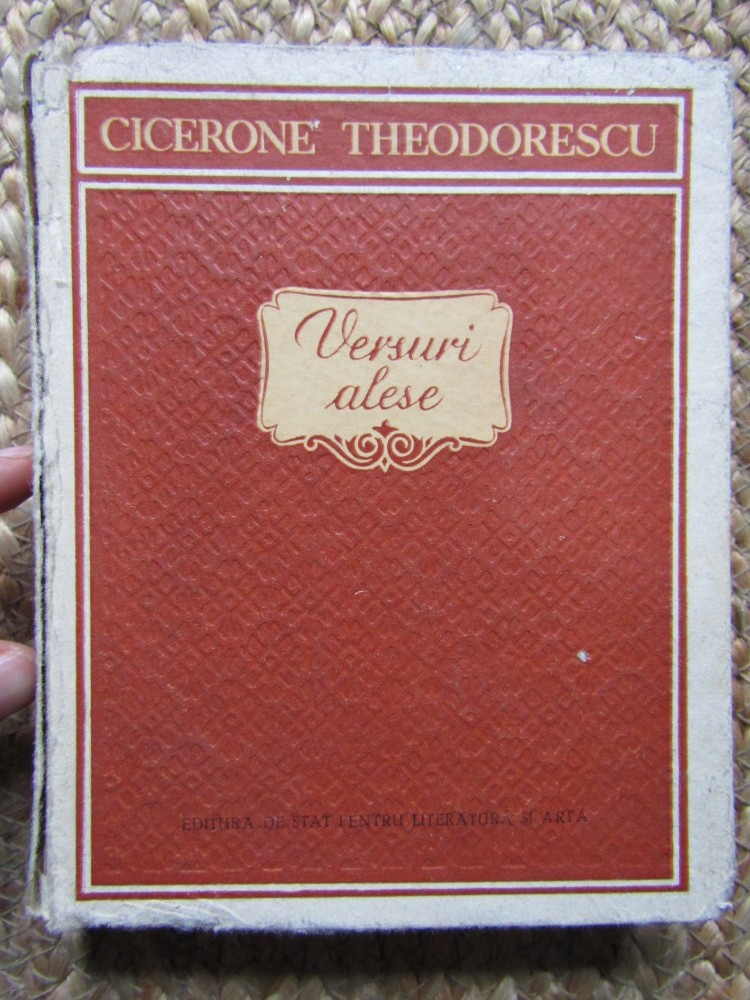 CICERONE THEODORESCU
Versuri
alese
EDITURA DE STAT PENTRU LITERATURĂ ȘI ARTĂ